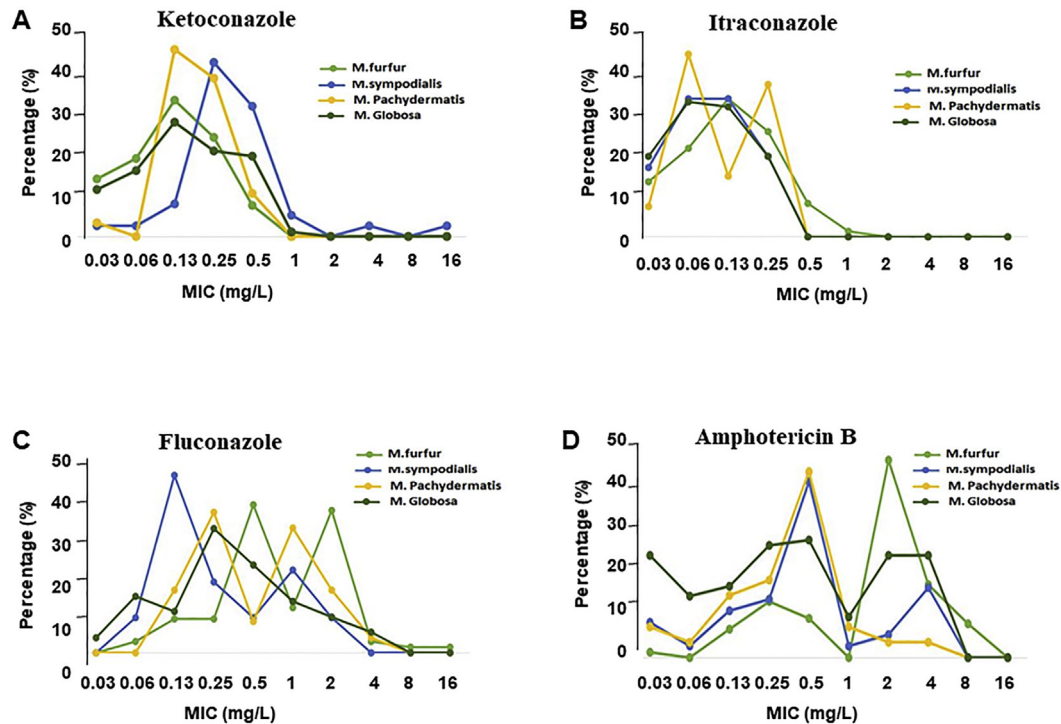 A
Ketoconazole
Percentage (%)
50
40
30
20
10
0
M.furfur
M.sympodialis
M. Pachydermatis
M. Globosa
0.03 0.06 0.13 0.25 0.5 1 2 4 8 16
MIC (mg/L)
B
Itraconazole
Percentage (%)
50
40
30
20
10
0
M.furfur
M.sympodialis
M. Pachydermatis
M. Globosa
0.03 0.06 0.13 0.25 0.5 1 2 4 8 16
MIC (mg/L)
C
Fluconazole
Percentage (%)
50
40
30
20
10
0
M.furfur
M.sympodialis
M. Pachydermatis
M. Globosa
0.03 0.06 0.13 0.25 0.5 1 2 4 8 16
MIC (mg/L)
D
Amphotericin B
Percentage (%)
50
40
30
20
10
0
M.furfur
M.sympodialis
M. Pachydermatis
M. Globosa
0.03 0.06 0.13 0.25 0.5 1 2 4 8 16
MIC (mg/L)